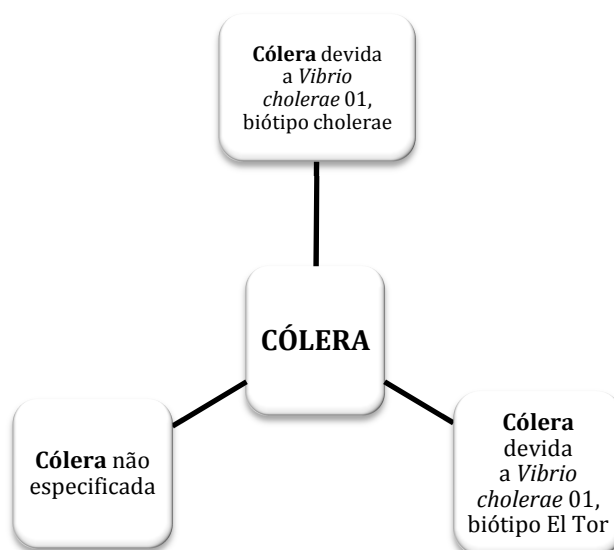 Cólera devida
a Vibrio
cholerae 01,
biótipo cholerae
CÓLERA
Cólera não
especificada
Cólera
devida
a Vibrio
cholerae 01,
biótipo El Tor